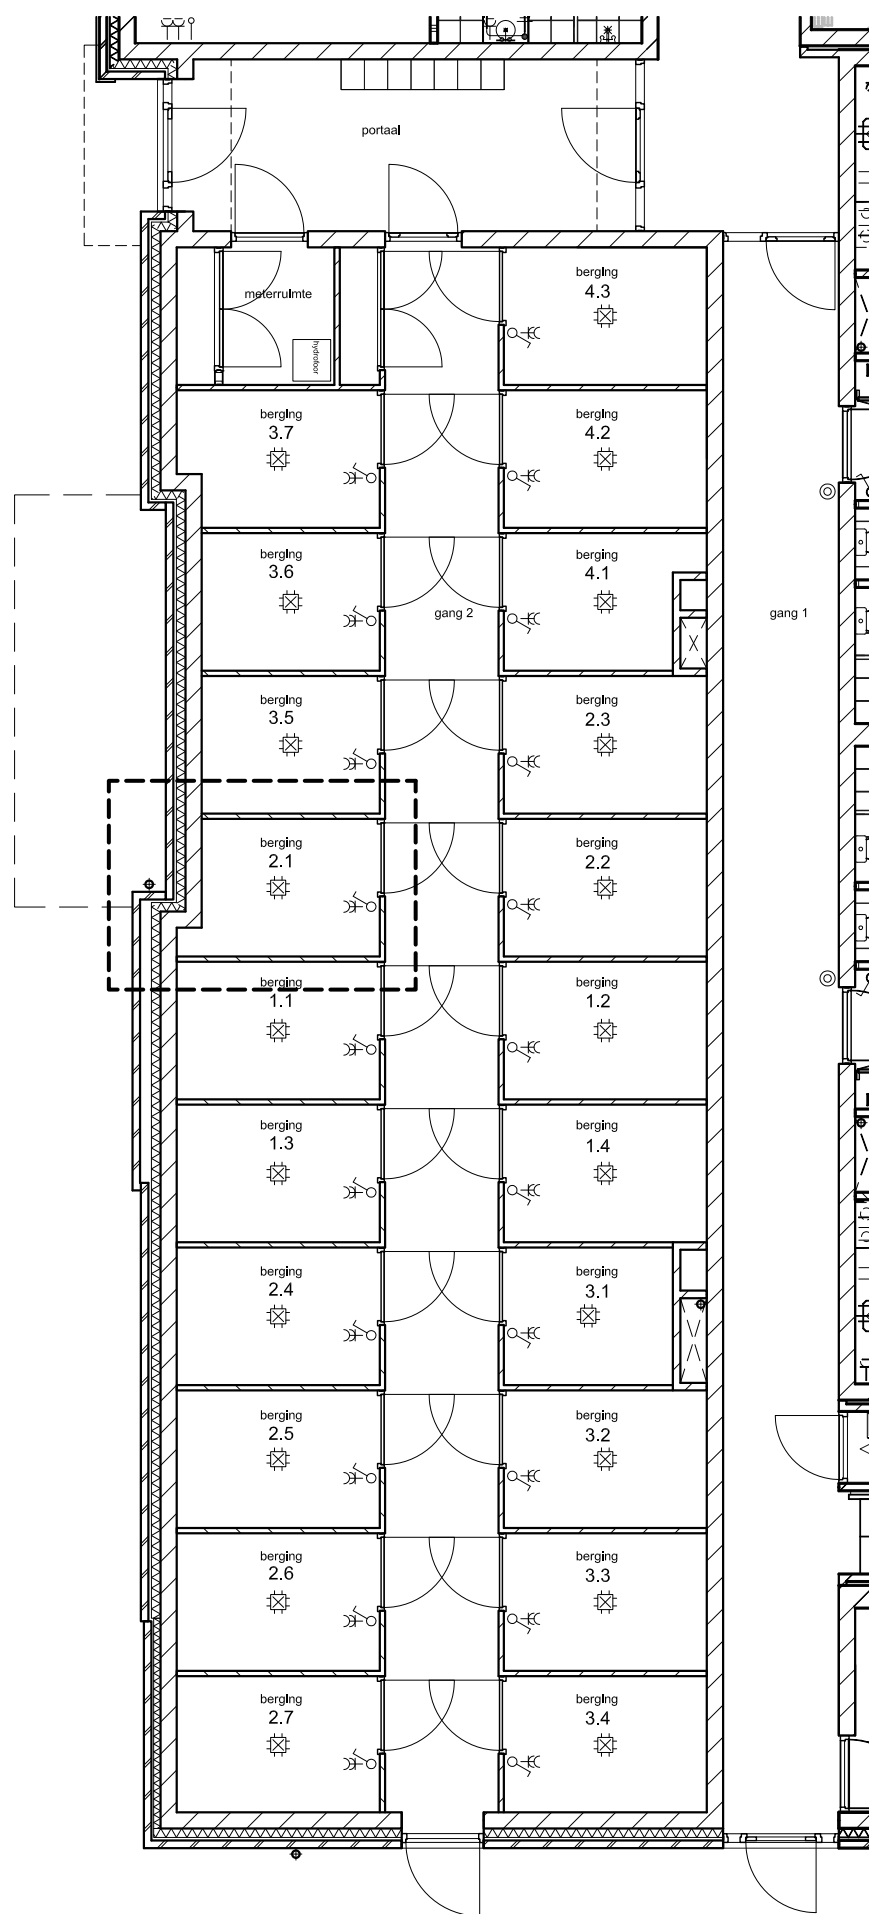 portaal
meterruimte
hydrofoor
berging
4.3
berging
3.7
berging
4.2
berging
3.6
berging
4.1
gang 2
gang 1
berging
3.5
berging
2.3
berging
2.1
berging
2.2
berging
1.1
berging
1.2
berging
1.3
berging
1.4
berging
2.4
berging
3.1
berging
2.5
berging
3.2
berging
2.6
berging
3.3
berging
2.7
berging
3.4